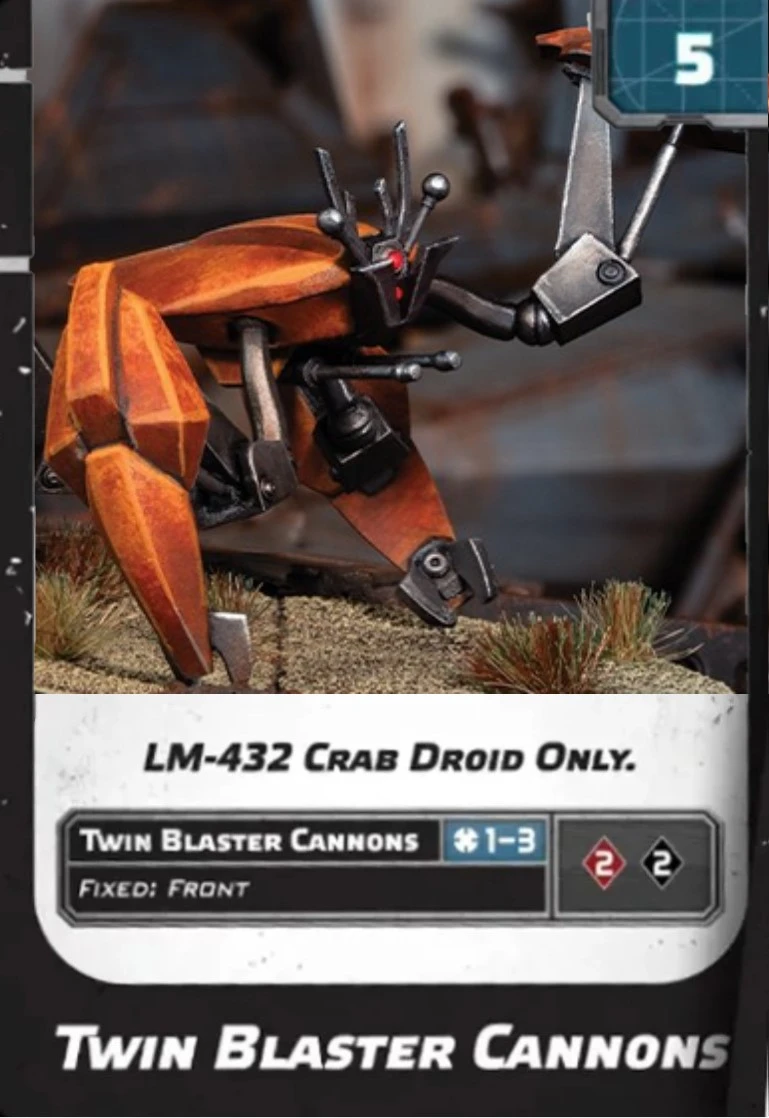 5
LM-432 CRAB DROID ONLY.
TWIN BLASTER CANNONS 1–3
2 2
FIXED: FRONT
TWIN BLASTER CANNONS